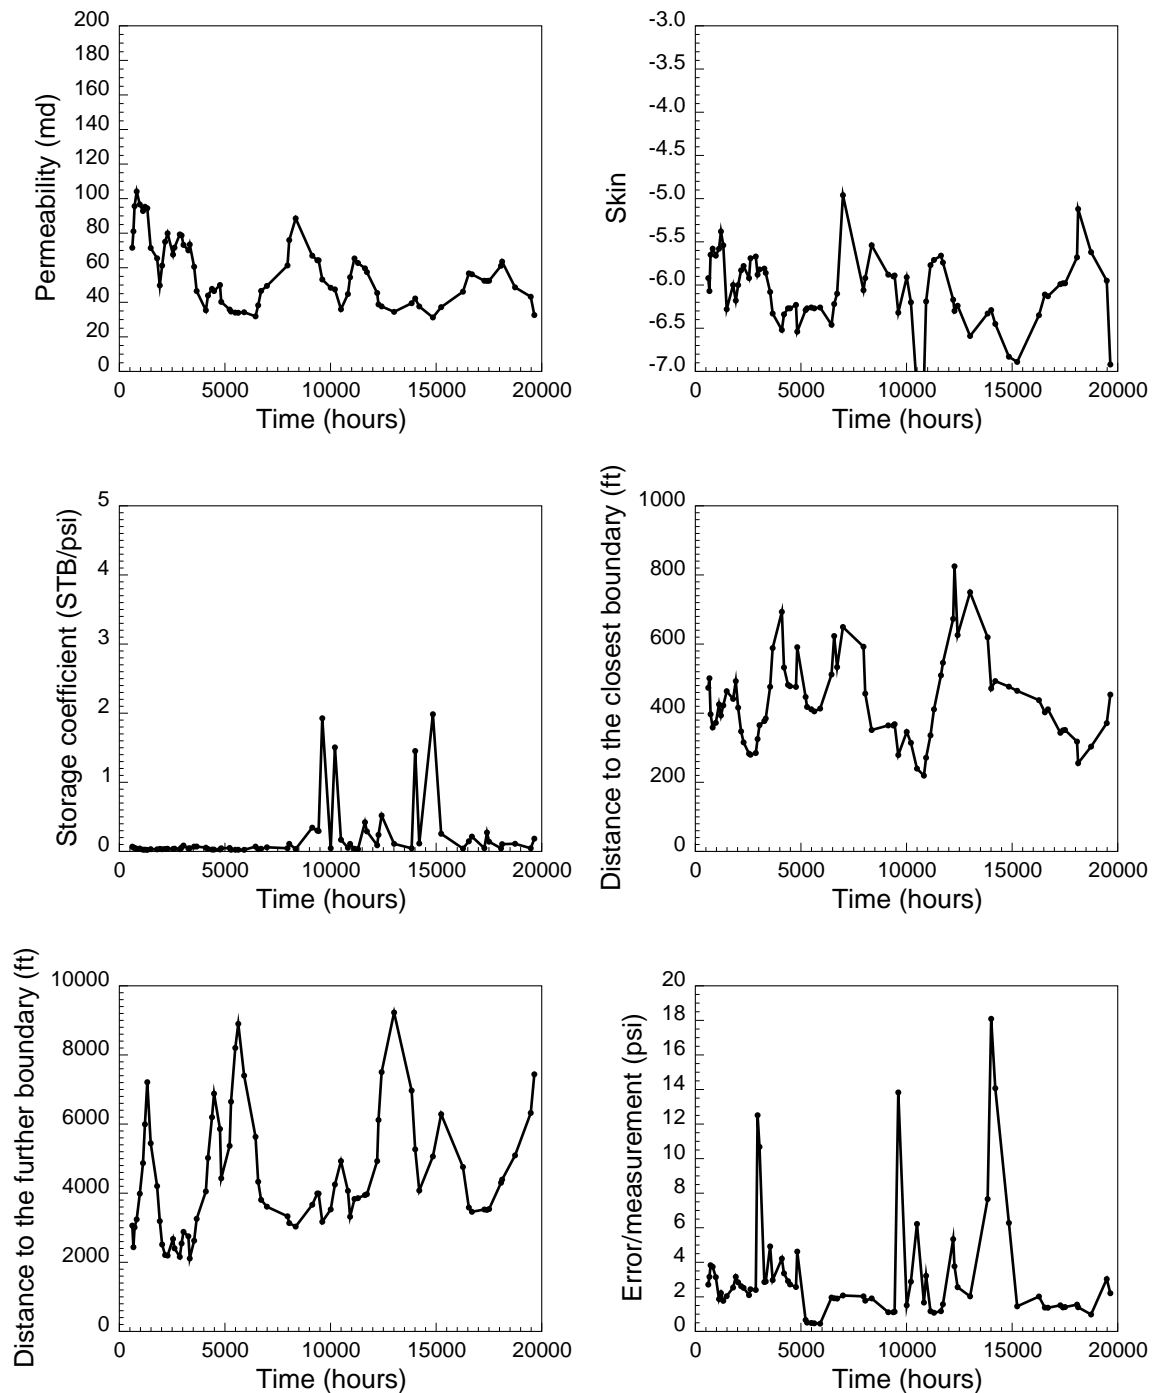 Permeability (md)
200
180
160
140
120
100
80
60
40
20
0
0 5000 10000 15000 20000
Time (hours)
Skin
-3.0
-3.5
-4.0
-4.5
-5.0
-5.5
-6.0
-6.5
-7.0
0 5000 10000 15000 20000
Time (hours)
Storage coefficient (STB/psi)
5
4
3
2
1
0
0 5000 10000 15000 20000
Time (hours)
Distance to the closest boundary (ft)
1000
800
600
400
200
0
0 5000 10000 15000 20000
Time (hours)
Distance to the further boundary (ft)
10000
8000
6000
4000
2000
0
0 5000 10000 15000 20000
Time (hours)
Error/measurement (psi)
20
18
16
14
12
10
8
6
4
2
0
0 5000 10000 15000 20000
Time (hours)